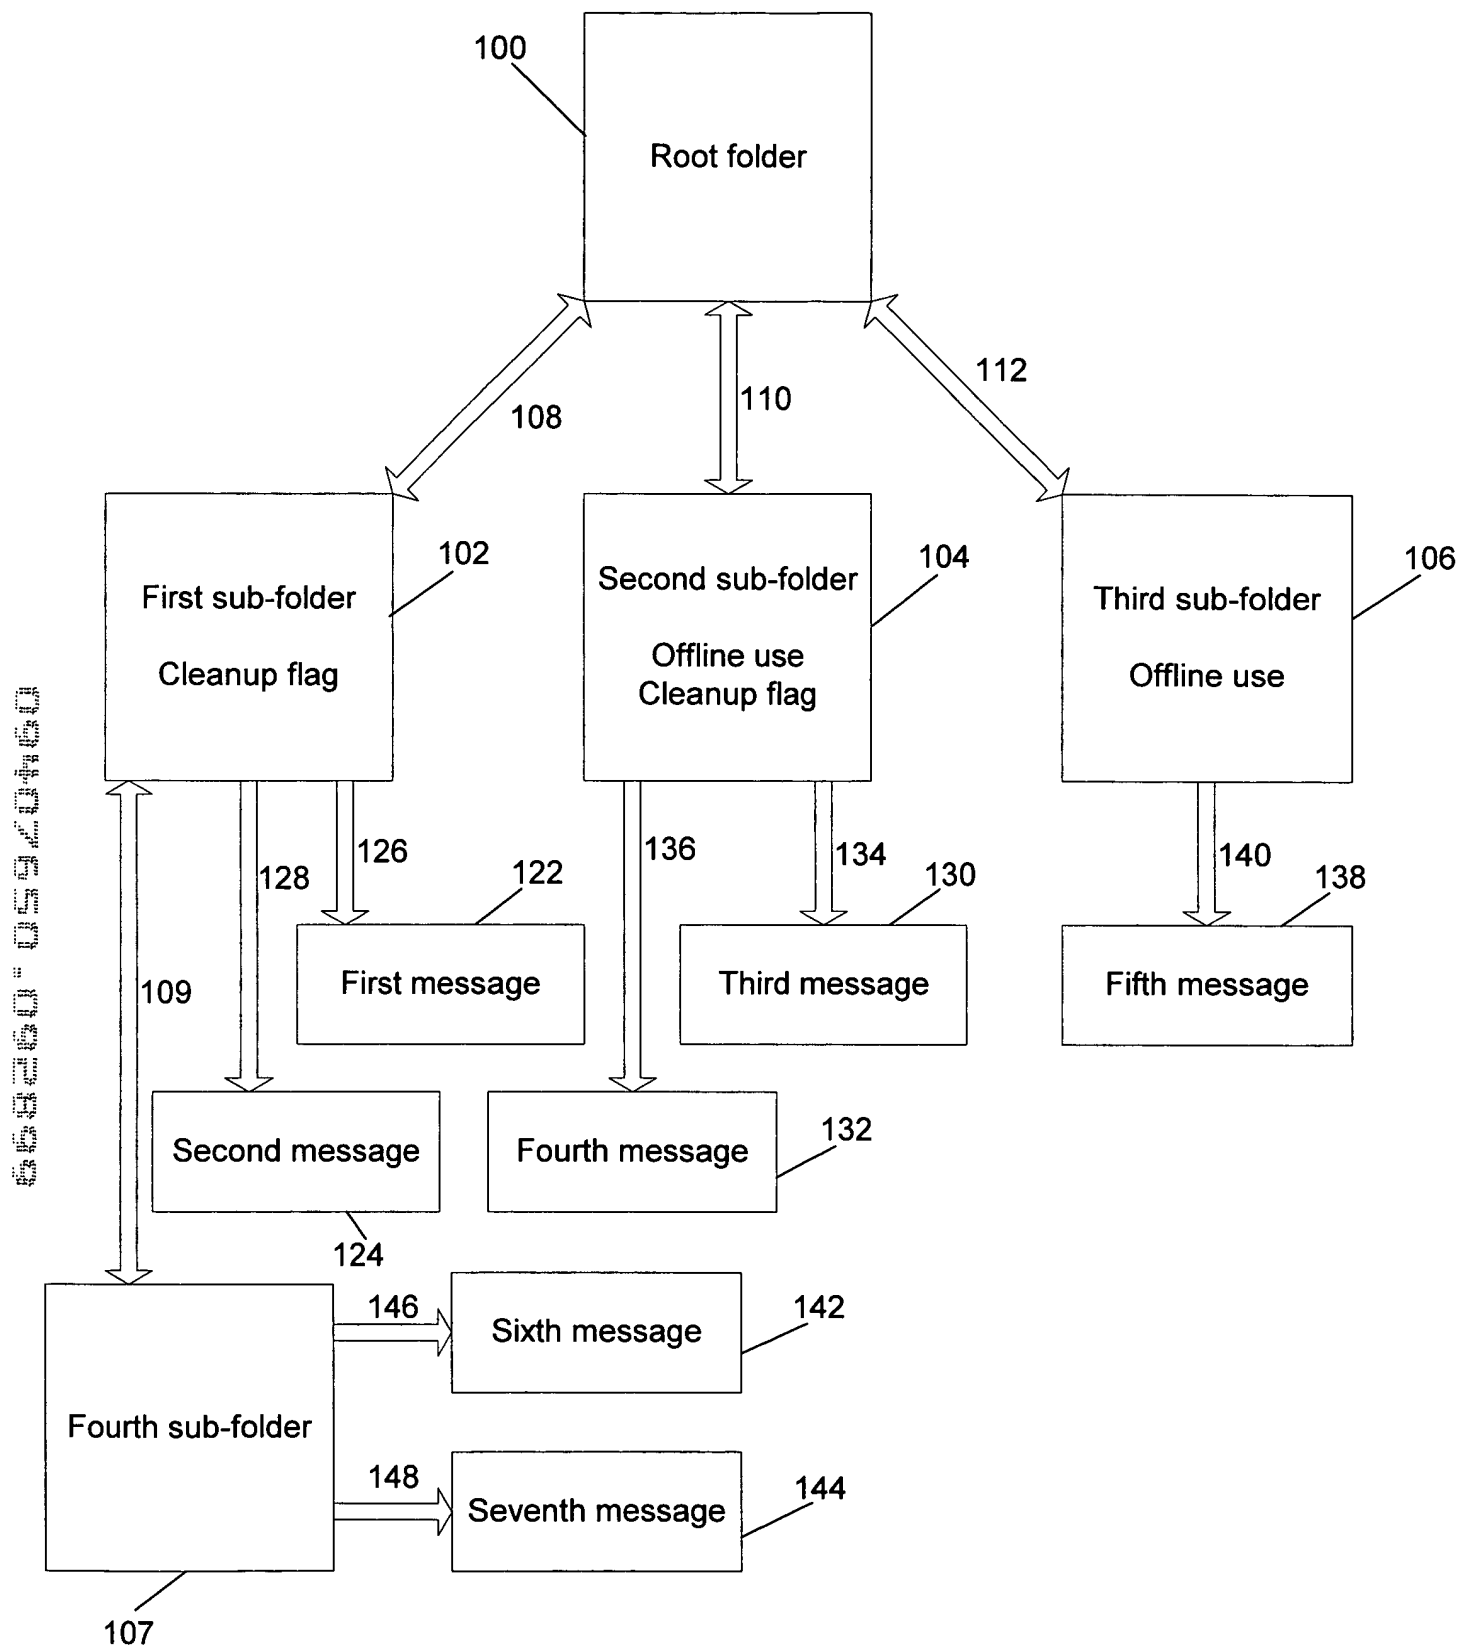 100
Root folder
108
110
112
102
First sub-folder
Cleanup flag
104
Second sub-folder
Offline use
Cleanup flag
106
Third sub-folder
Offline use
109
128
126
136
134
140
122
First message
130
Third message
138
Fifth message
Second message
124
Fourth message
132
146
Sixth message
142
Fourth sub-folder
107
148
Seventh message
144